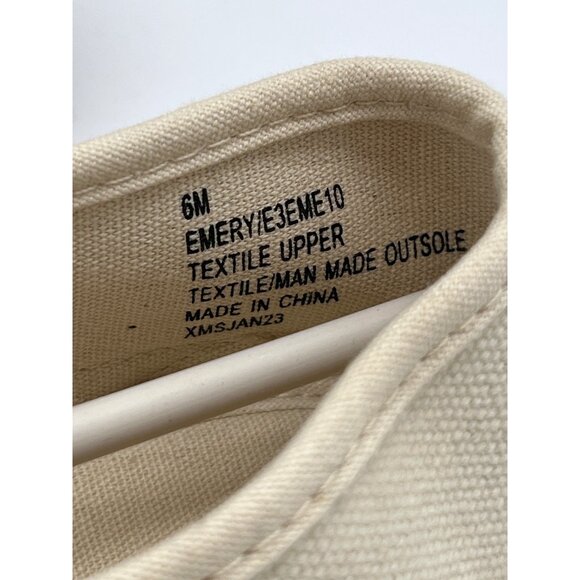 6M
EMERY/E3EME10
TEXTILE UPPER
TEXTILE/MAN MADE OUTSOLE
MADE IN CHINA
XMSJAN23